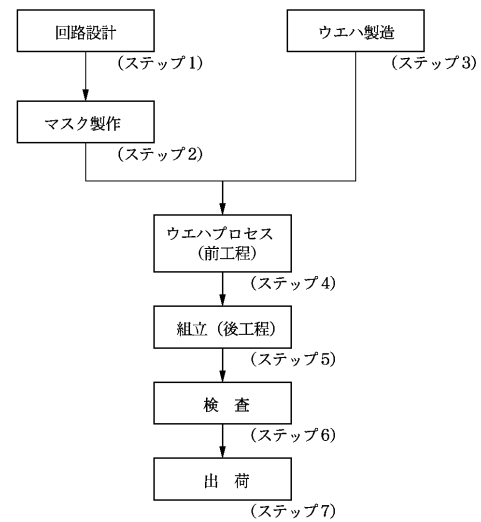 回路設計
(ステップ1)
ウエハ製造
(ステップ3)
マスク製作
(ステップ2)
ウエハプロセス
(前工程)
(ステップ4)
組立(後工程)
(ステップ5)
検 査
(ステップ6)
出 荷
(ステップ7)